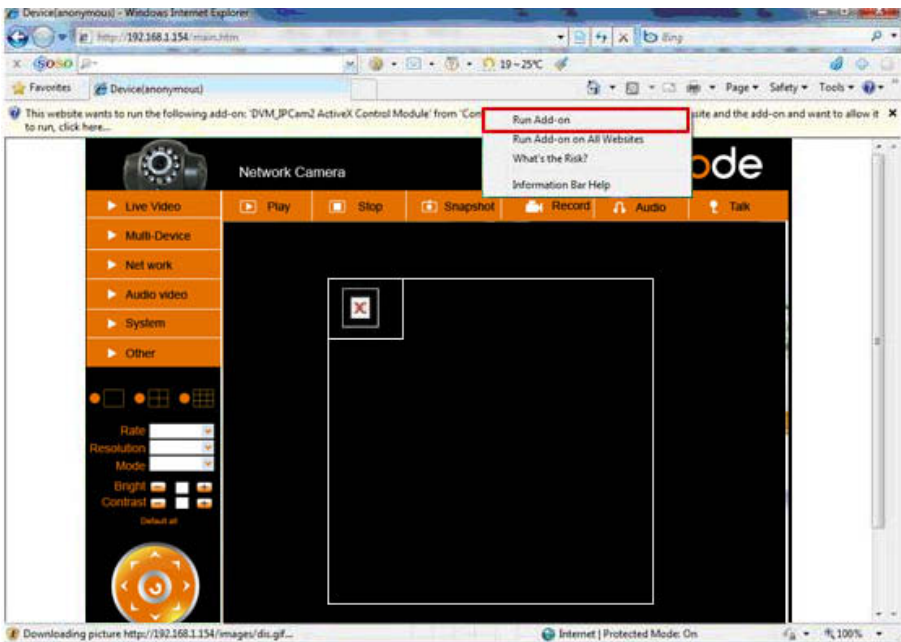 Device(anonymous) - Windows Internet Explorer
http://192.168.1.154/main.htm
Bing
SOSO
19~25℃
Favorites
Device(anonymous)
Page
Safety
Tools
This website wants to run the following add-on: 'DVM_IPCam2 ActiveX Control Module' from
site and the add-on and want to allow it
to run, click here...
Run Add-on
Run Add-on on All Websites
What's the Risk?
Information Bar Help
Network Camera
Live Video
Play
Stop
Snapshot
Record
Audio
Talk
Multi-Device
Net work
Audio video
System
Other
Rate
Resolution
Mode
Bright
Contrast
Default all
Downloading picture http://192.168.1.154/images/dis.gif...
Internet | Protected Mode: On
100%